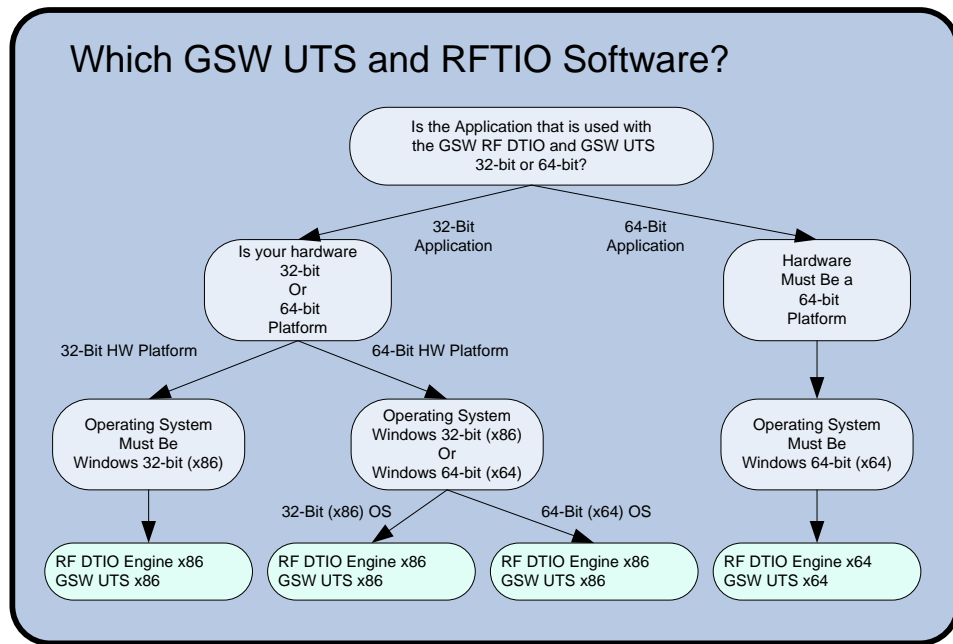 Which GSW UTS and RFTIO Software?
Is the Application that is used with
the GSW RF DTIO and GSW UTS
32-bit or 64-bit?
32-Bit
Application
64-Bit
Application
Is your hardware
32-bit
Or
64-bit
Platform
Hardware
Must Be a
64-bit
Platform
32-Bit HW Platform
64-Bit HW Platform
Operating System
Must Be
Windows 32-bit (x86)
Operating System
Windows 32-bit (x86)
Or
Windows 64-bit (x64)
Operating System
Must Be
Windows 64-bit (x64)
32-Bit (x86) OS
64-Bit (x64) OS
RF DTIO Engine x86
GSW UTS x86
RF DTIO Engine x86
GSW UTS x86
RF DTIO Engine x86
GSW UTS x86
RF DTIO Engine x64
GSW UTS x64